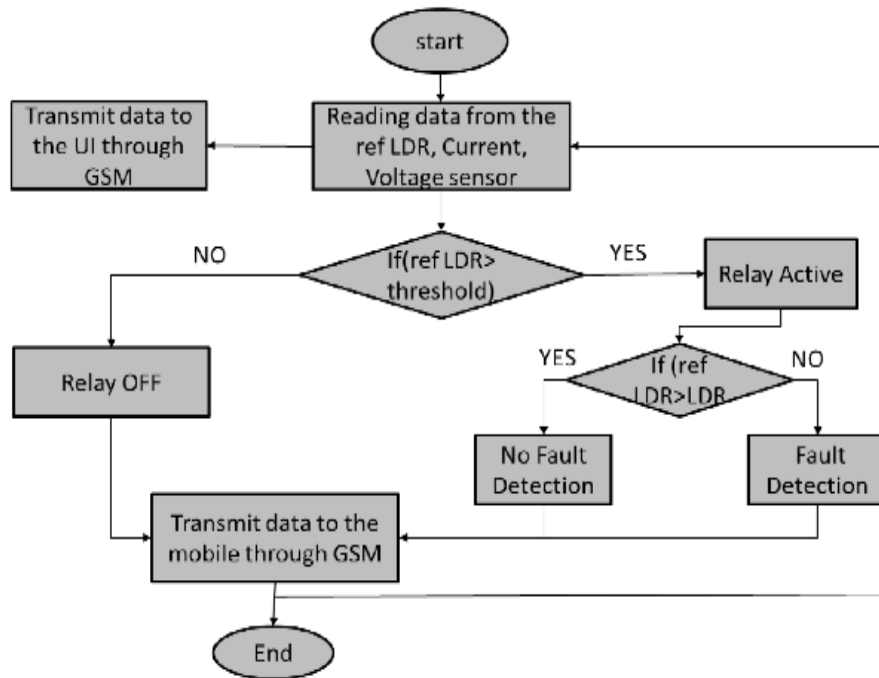 start
Transmit data to
the UI through
GSM
Reading data from the
ref LDR, Current,
Voltage sensor
NO
If(ref LDR>
threshold)
YES
Relay Active
Relay OFF
YES
If (ref
LDR>LDR
NO
No Fault
Detection
Fault
Detection
Transmit data to the
mobile through GSM
End